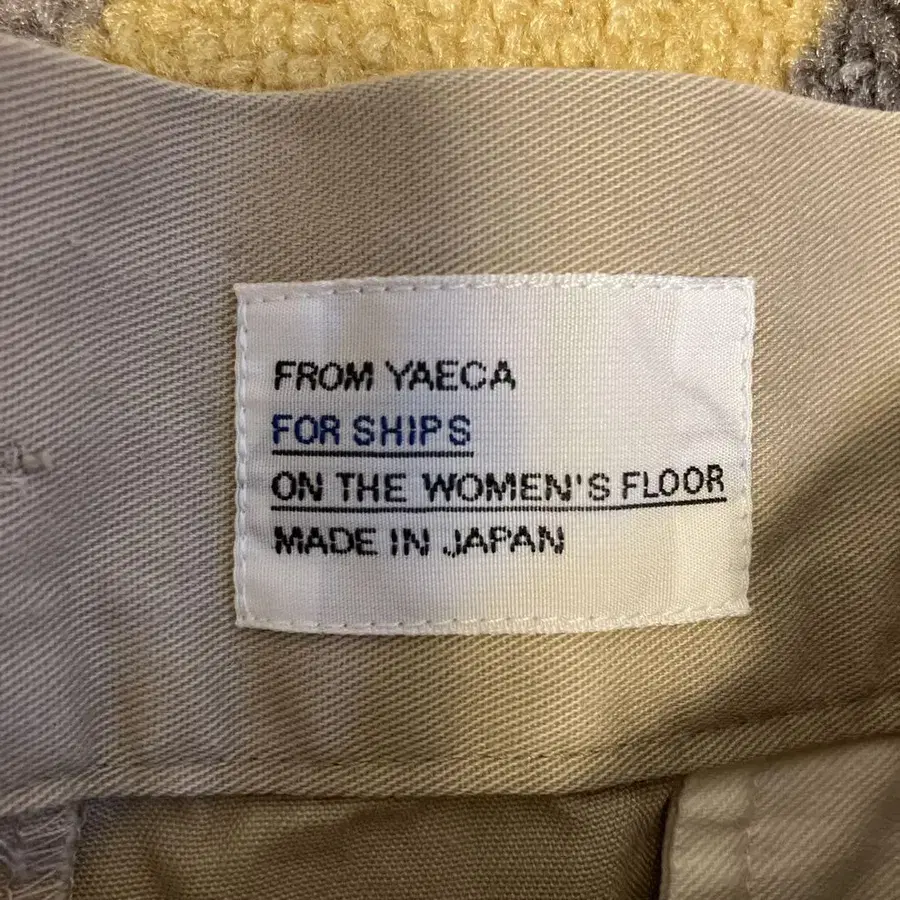 FROM YAECA
FOR SHIPS
ON THE WOMEN'S FLOOR
MADE IN JAPAN